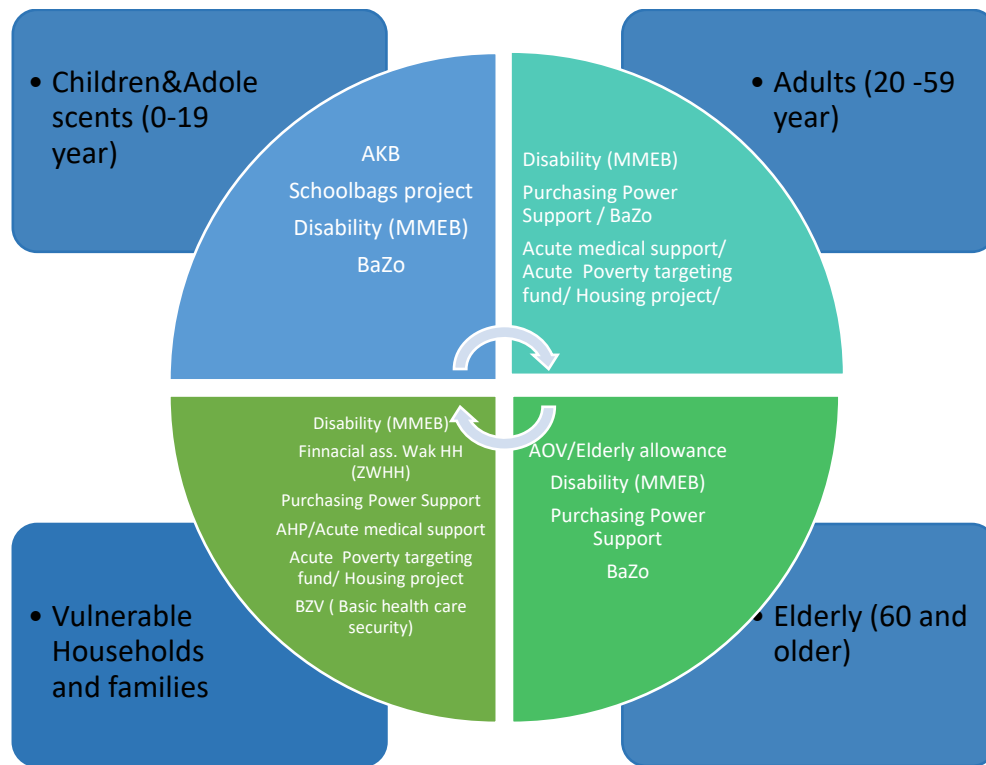 • Children&Adole
scents (0-19
year)
AKB
Schoolbags project
Disability (MMEB)
BaZo
• Adults (20 -59
year)
Disability (MMEB)
Purchasing Power
Support / BaZo
Acute medical support/
Acute  Poverty targeting
fund/ Housing project/
Disability (MMEB)
Finnacial ass. Wak HH
(ZWHH)
Purchasing Power Support
AHP/Acute medical support
Acute  Poverty targeting
fund/ Housing project
BZV ( Basic health care
security)
• Vulnerable
Households
and families
AOV/Elderly allowance
Disability (MMEB)
Purchasing Power
Support
BaZo
• Elderly (60 and
older)